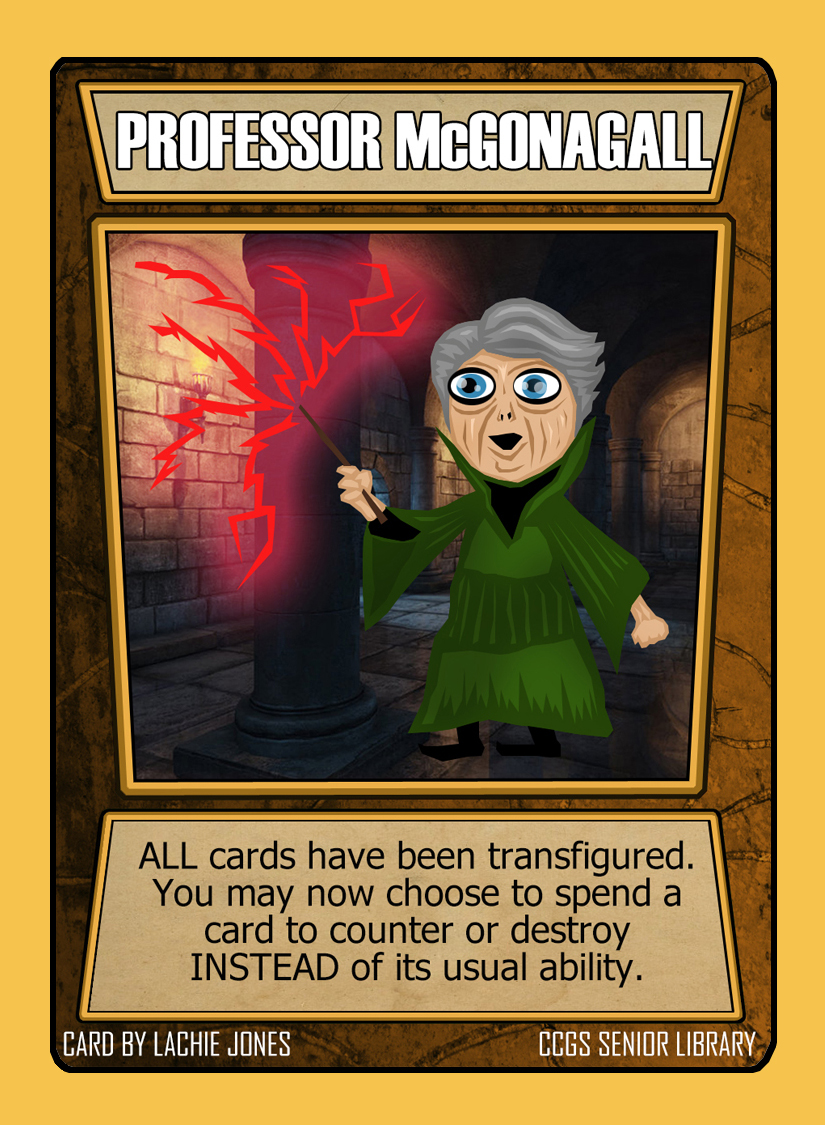 PROFESSOR McGONAGALL
ALL cards have been transfigured.
You may now choose to spend a
card to counter or destroy
INSTEAD of its usual ability.
CARD BY LACHIE JONES
CCGS SENIOR LIBRARY